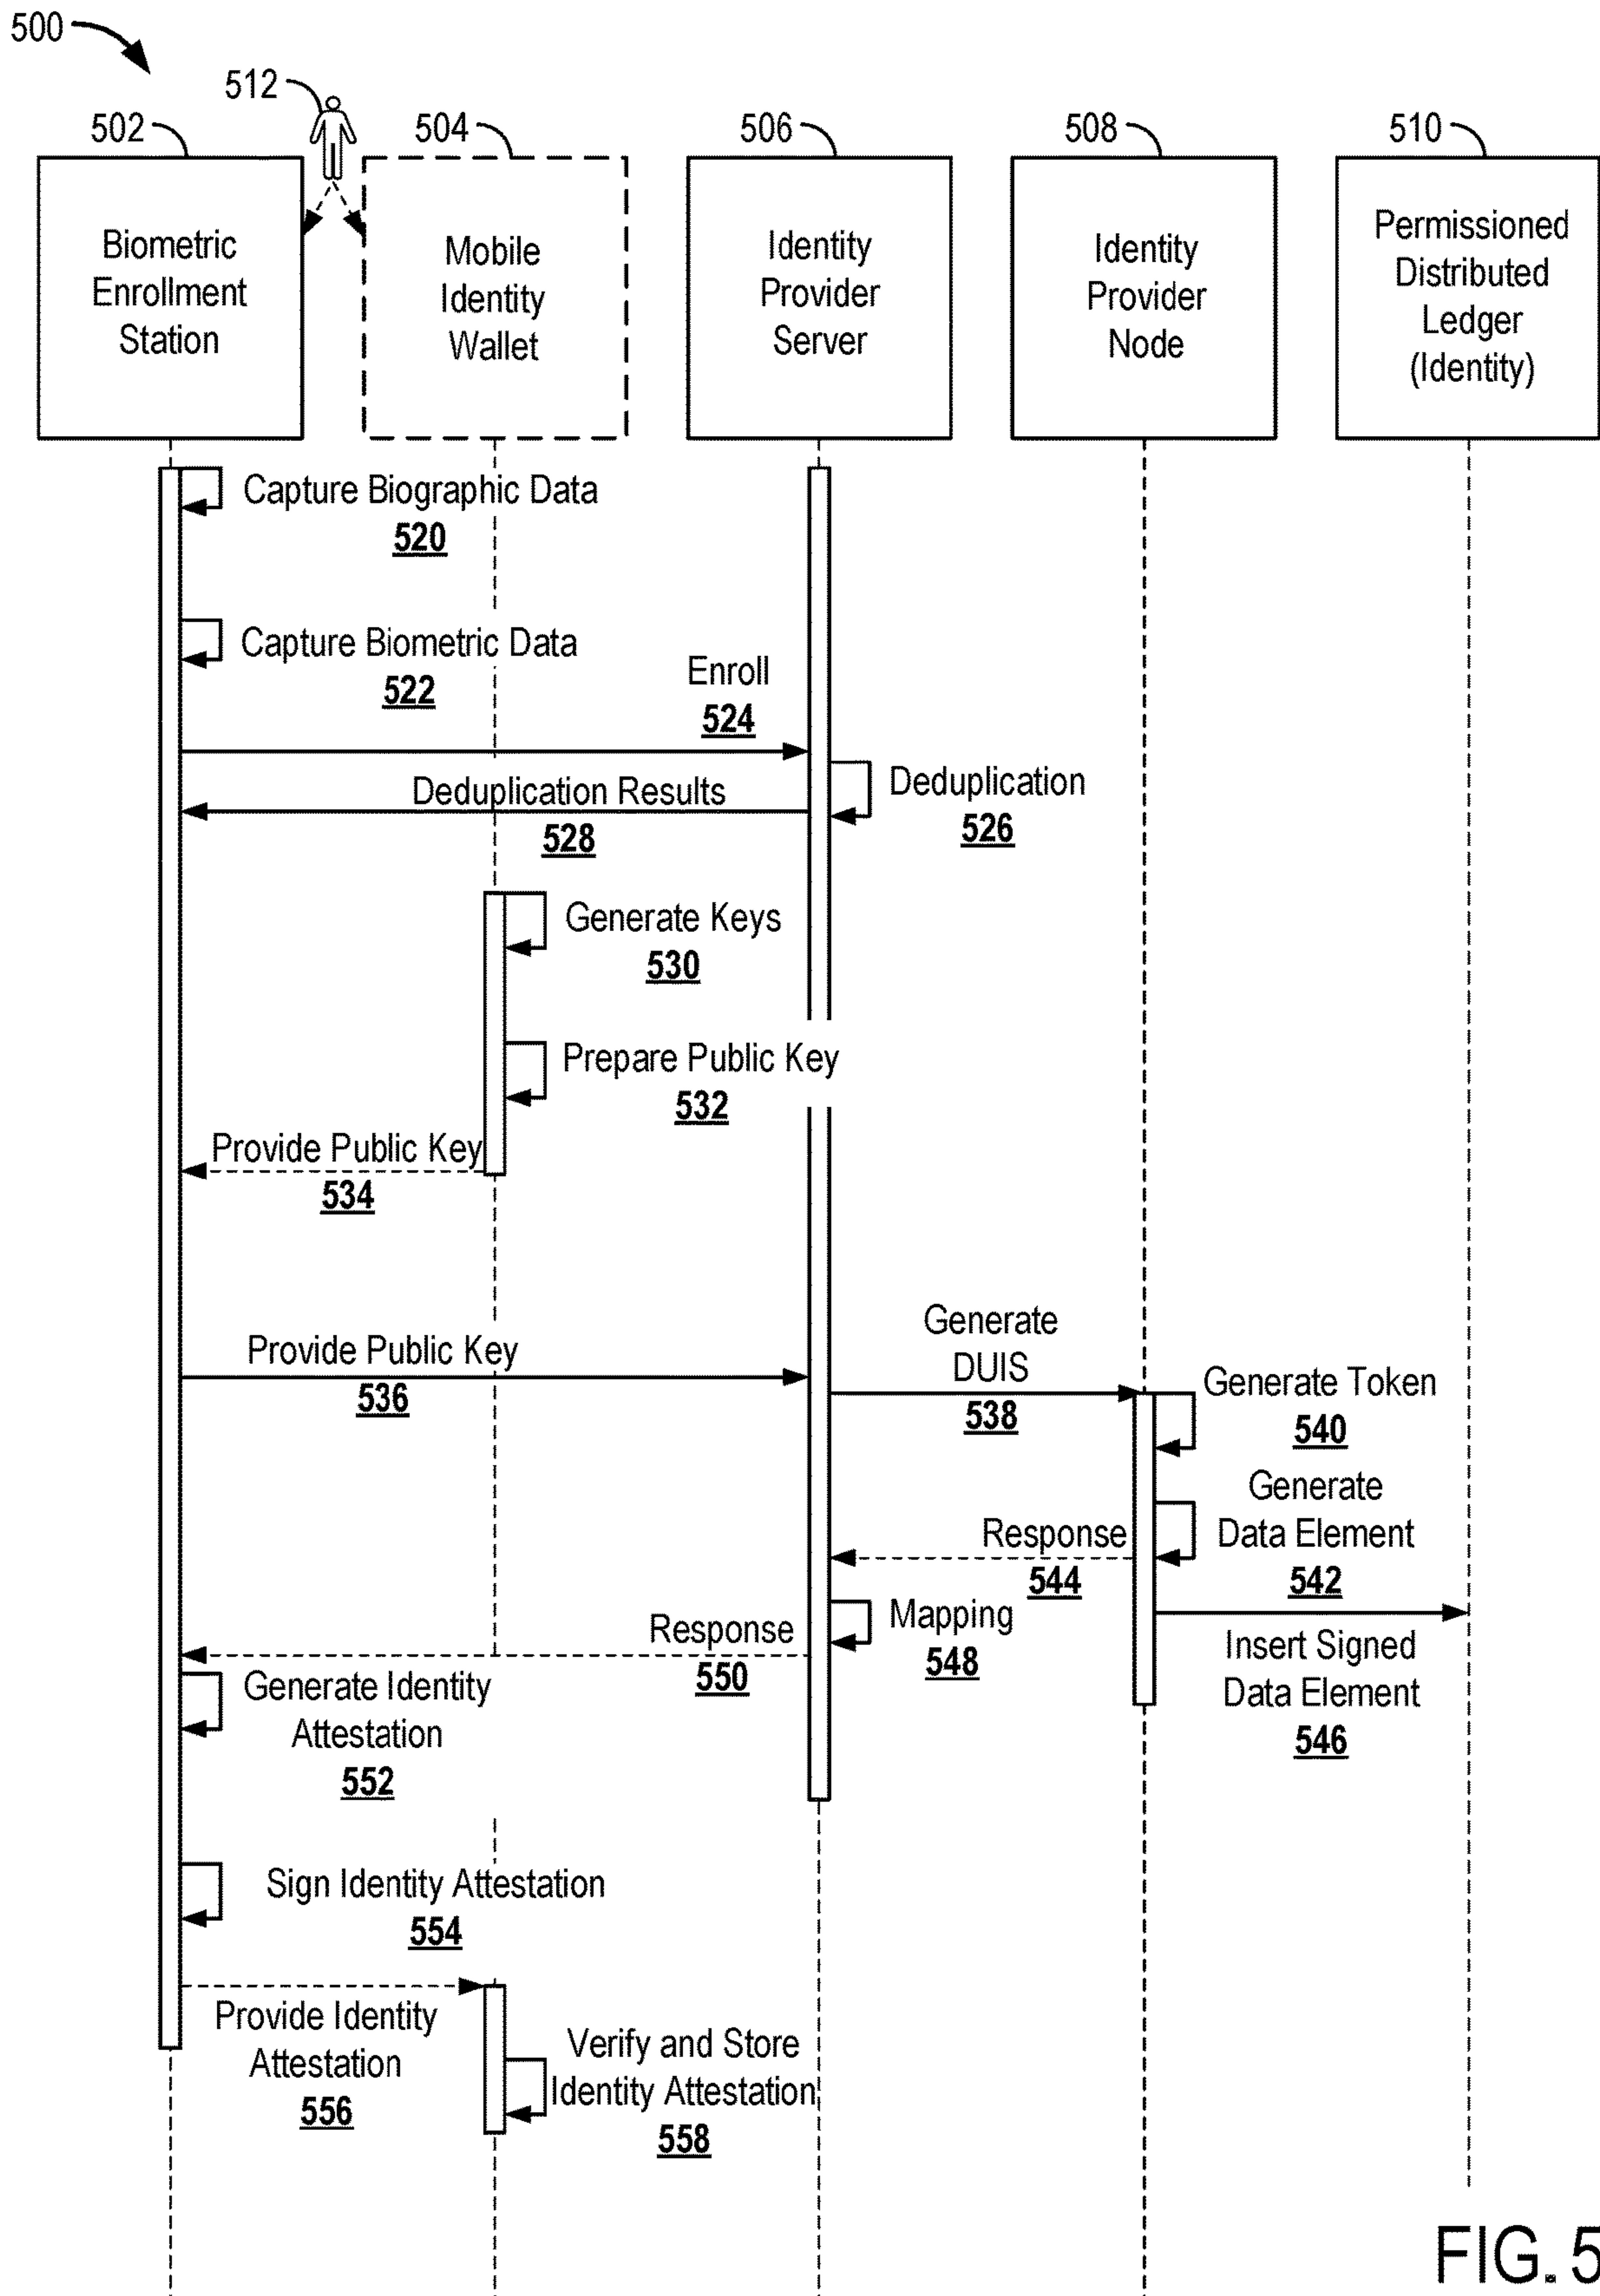 500
512
502
504
506
508
510
Biometric
Enrollment
Station
Mobile
Identity
Wallet
Identity
Provider
Server
Identity
Provider
Node
Permissioned
Distributed
Ledger
(Identity)
Capture Biographic Data
520
Capture Biometric Data
522
Enroll
524
Deduplication
526
Deduplication Results
528
Generate Keys
530
Prepare Public Key
532
Provide Public Key
534
Provide Public Key
536
Generate
DUIS
538
Generate Token
540
Generate
Data Element
542
Response
544
Insert Signed
Data Element
546
Mapping
548
Response
550
Generate Identity
Attestation
552
Sign Identity Attestation
554
Provide Identity
Attestation
556
Verify and Store
Identity Attestation
558
FIG. 5